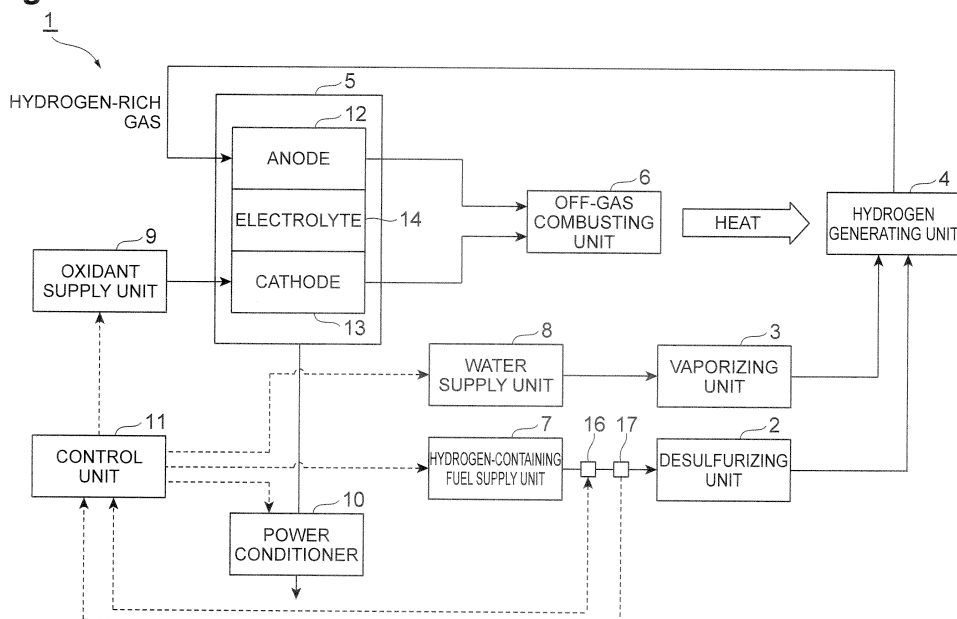 1
HYDROGEN-RICH
GAS
5
12
ANODE
ELECTROLYTE
14
CATHODE
13
6
OFF-GAS
COMBUSTING
UNIT
HEAT
4
HYDROGEN
GENERATING UNIT
9
OXIDANT
SUPPLY UNIT
8
WATER
SUPPLY UNIT
3
VAPORIZING
UNIT
11
CONTROL
UNIT
7
HYDROGEN-CONTAINING
FUEL SUPPLY UNIT
16
17
2
DESULFURIZING
UNIT
10
POWER
CONDITIONER